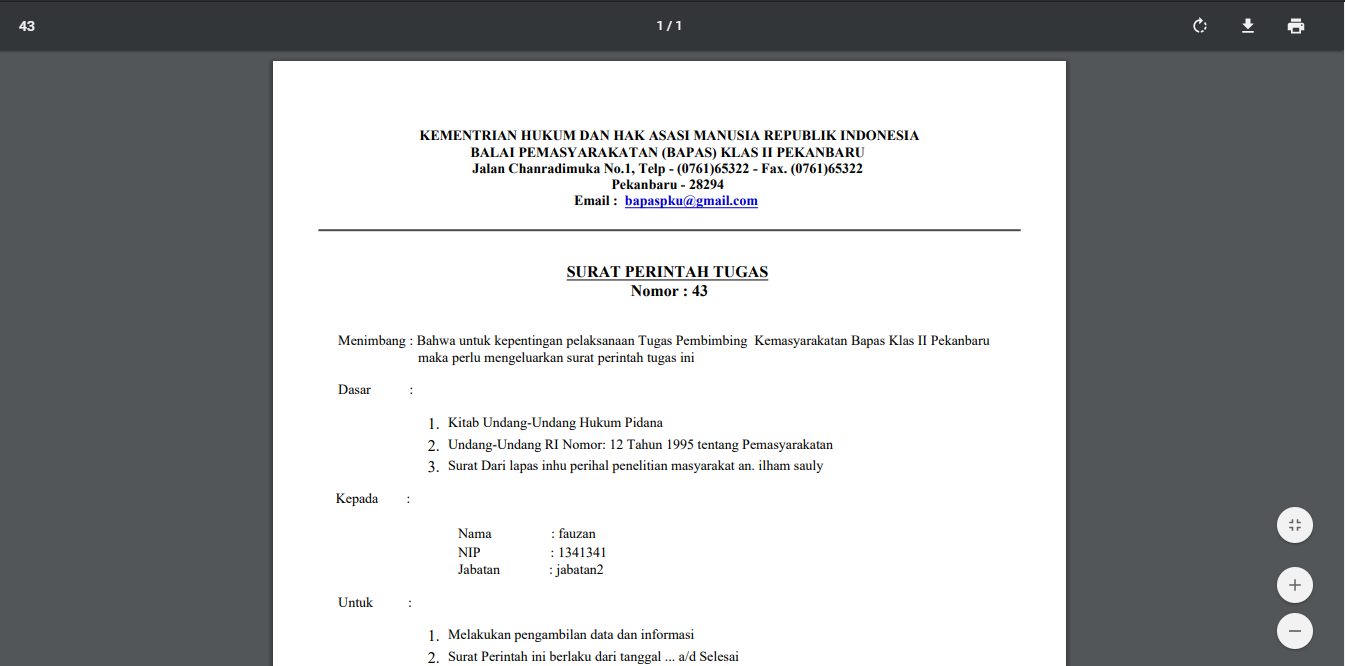 43
1 / 1
KEMENTRIAN HUKUM DAN HAK ASASI MANUSIA REPUBLIK INDONESIA
BALAI PEMASYARAKATAN (BAPAS) KLAS II PEKANBARU
Jalan Chanradimuka No.1, Telp - (0761)65322 - Fax. (0761)65322
Pekanbaru - 28294
Email : bapaspku@gmail.com
SURAT PERINTAH TUGAS
Nomor : 43
Menimbang : Bahwa untuk kepentingan pelaksanaan Tugas Pembimbing Kemasyarakatan Bapas Klas II Pekanbaru
maka perlu mengeluarkan surat perintah tugas ini
Dasar :
1. Kitab Undang-Undang Hukum Pidana
2. Undang-Undang RI Nomor: 12 Tahun 1995 tentang Pemasyarakatan
3. Surat Dari lapas inhu perihal penelitian masyarakat an. ilham sauly
Kepada :
Nama : fauzan
NIP : 1341341
Jabatan : jabatan2
Untuk :
1. Melakukan pengambilan data dan informasi
2. Surat Perintah ini berlaku dari tanggal ... a/d Selesai